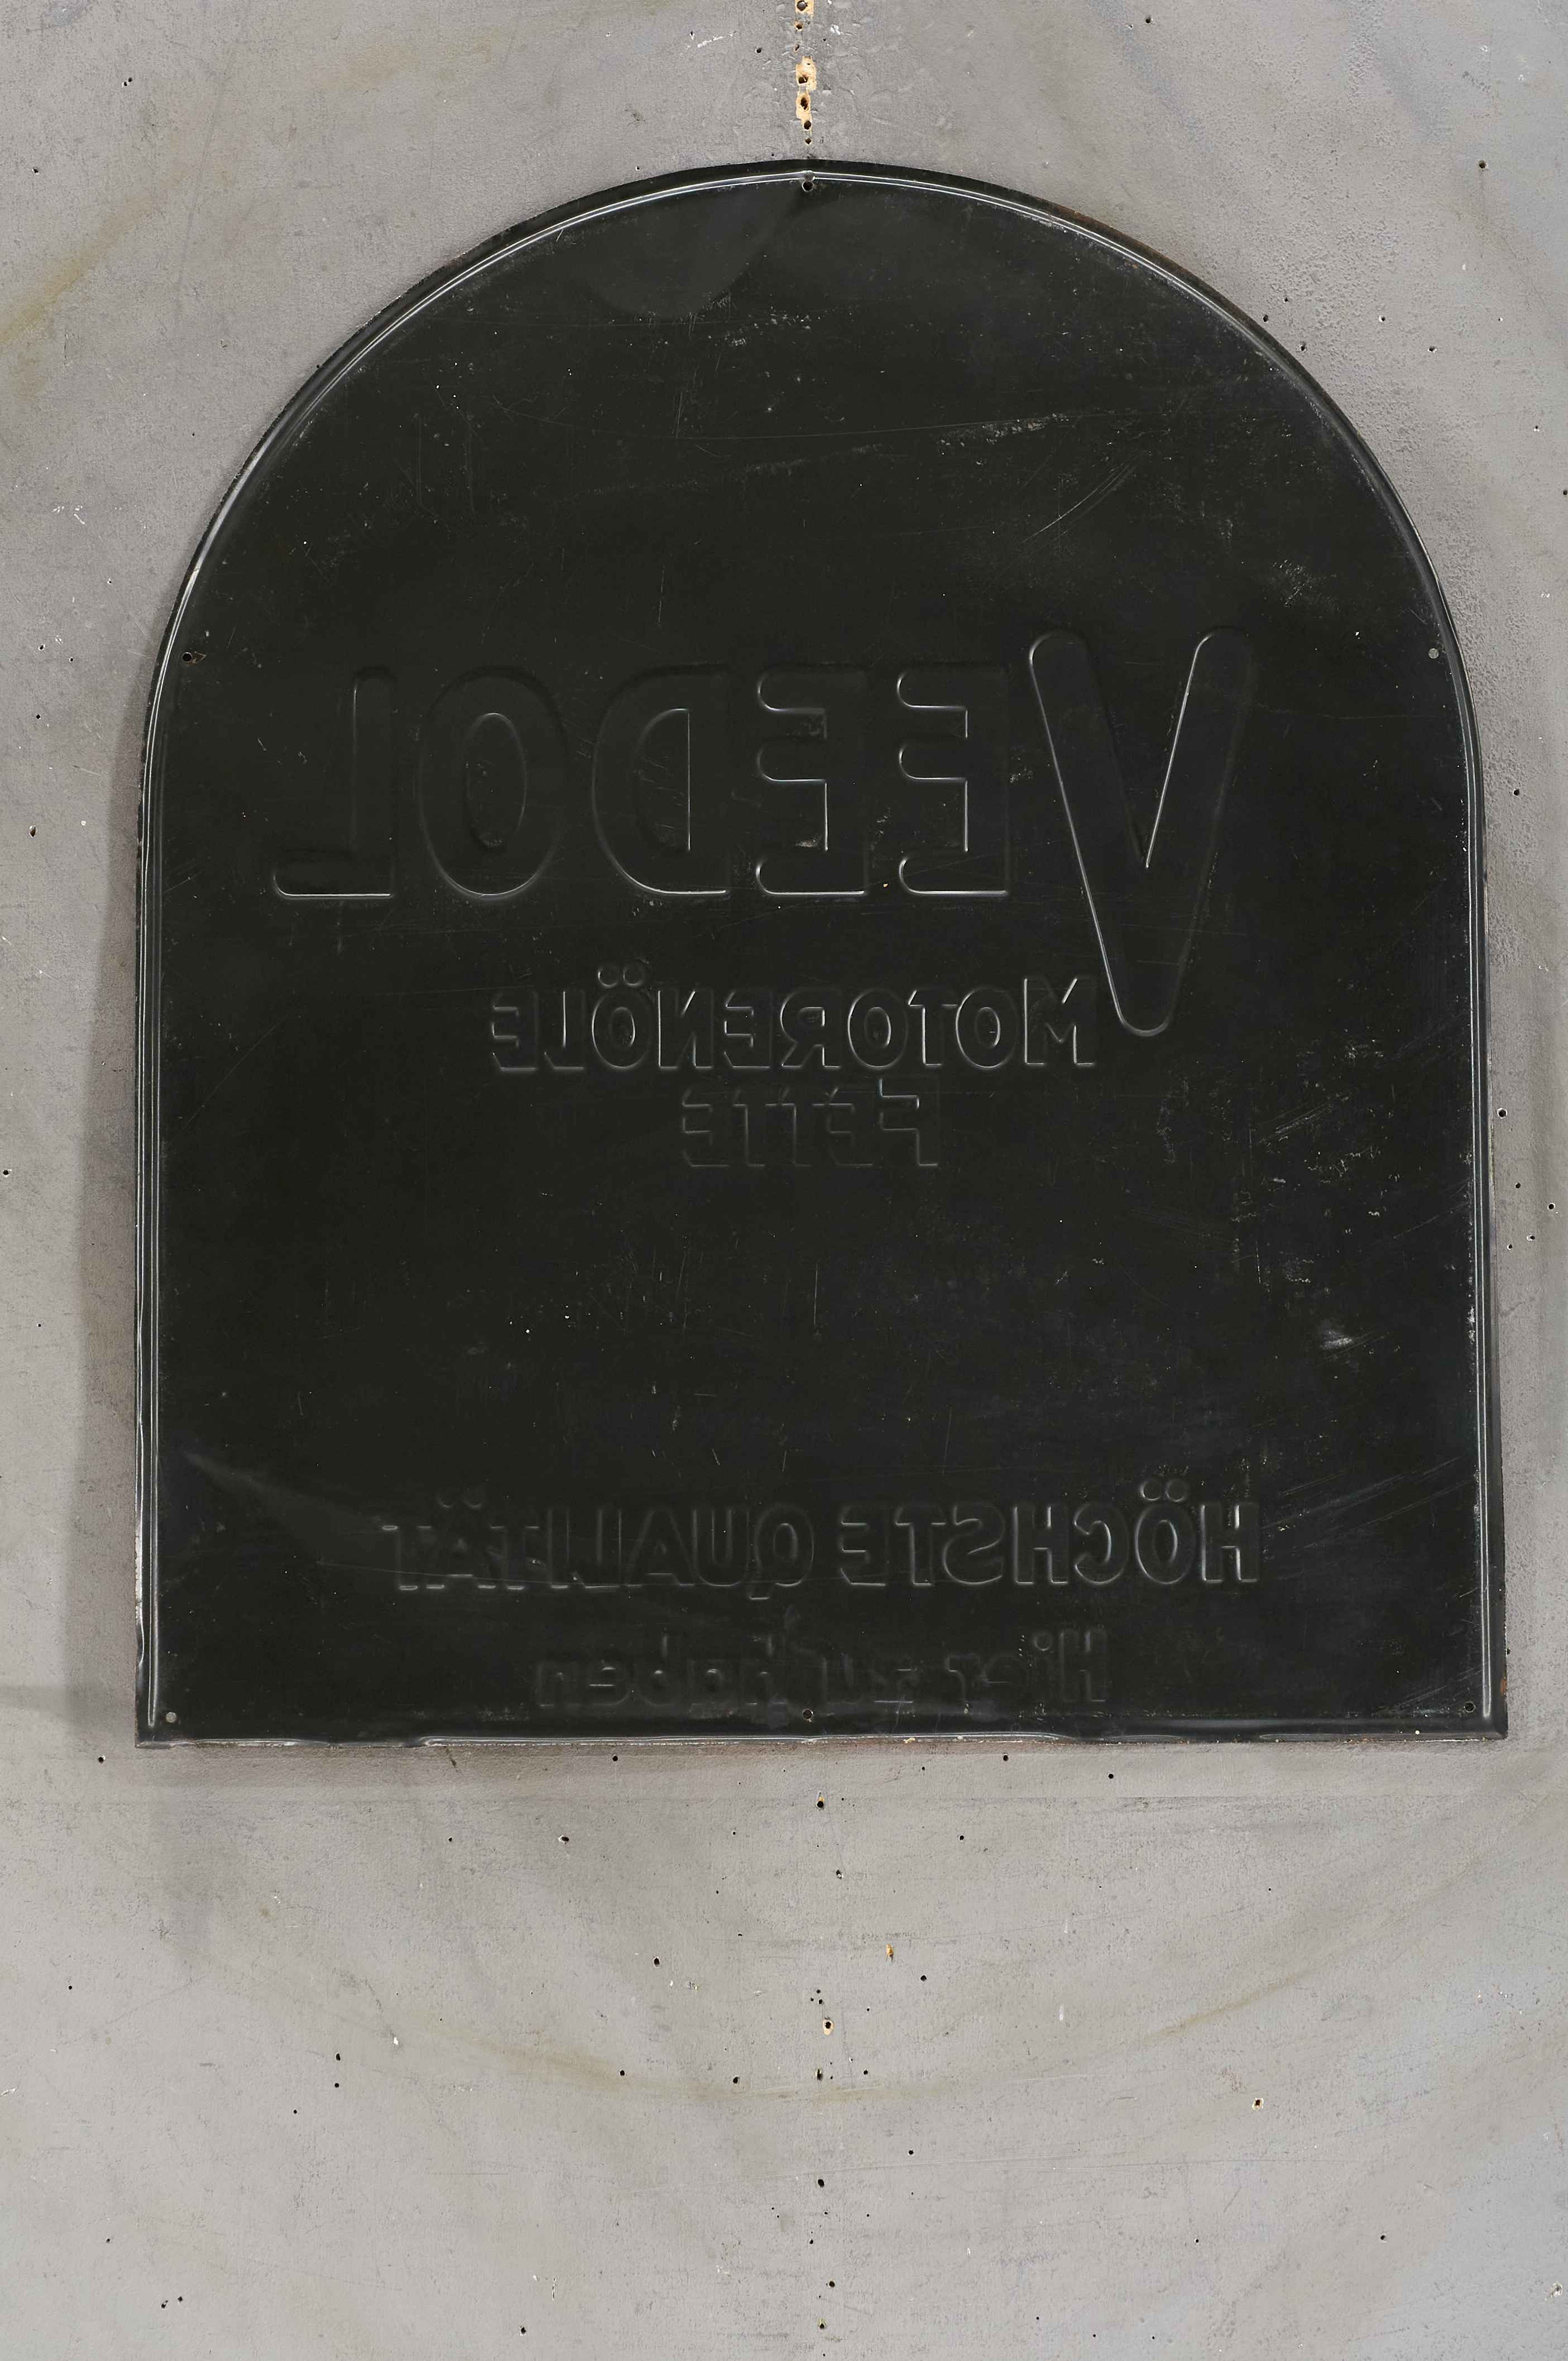 VEEDOL
MOTORENÖLE
FETTE
HÖCHSTE QUALITÄT
Hier zu haben